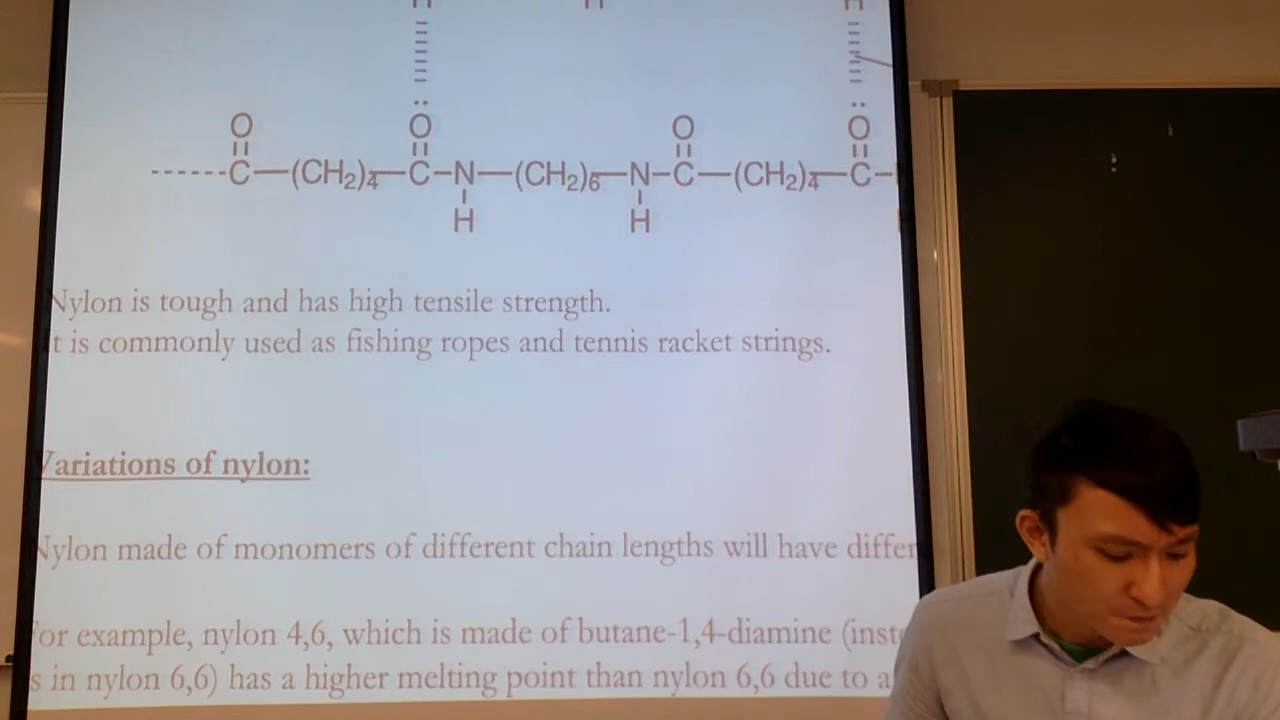 H H H
: :
O O O O
------C—(CH₂)₄—C–N—(CH₂)₆—N–C—(CH₂)₄—C–
H H
Nylon is tough and has high tensile strength.
t is commonly used as fishing ropes and tennis racket strings.
Variations of nylon:
Nylon made of monomers of different chain lengths will have differ
or example, nylon 4,6, which is made of butane-1,4-diamine (inst
s in nylon 6,6) has a higher melting point than nylon 6,6 due to a